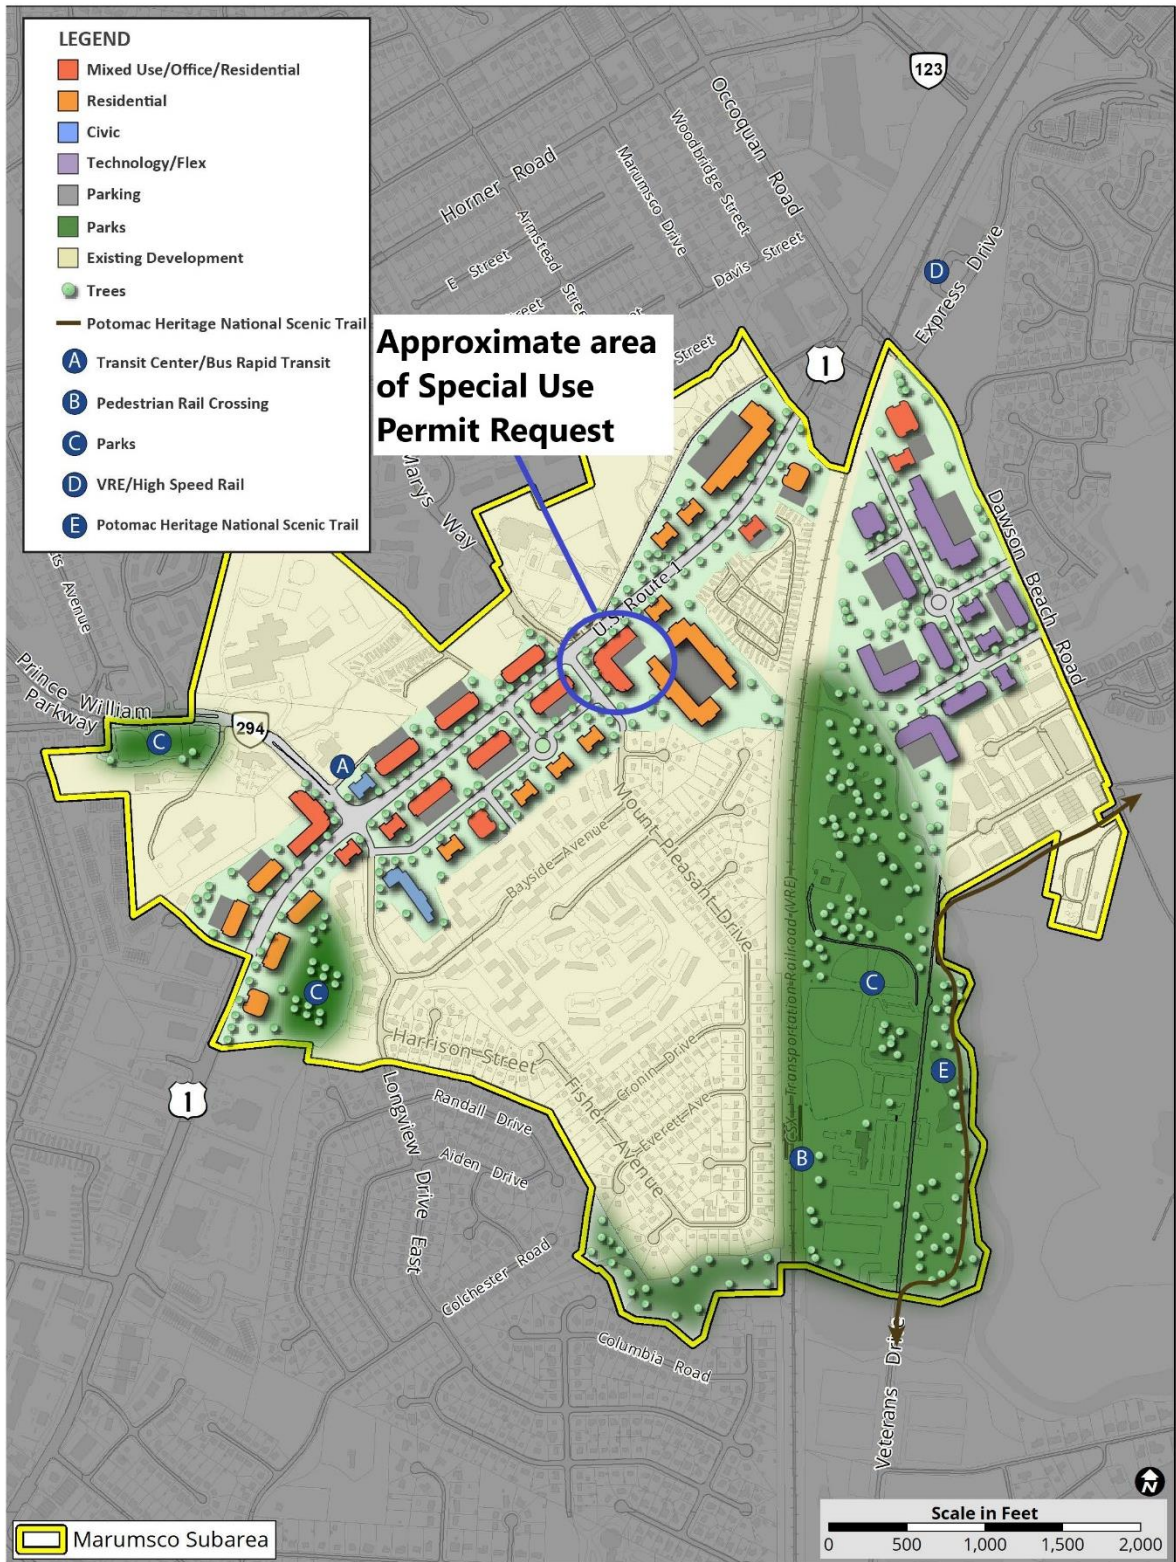 LEGEND
Mixed Use/Office/Residential
Residential
Civic
Technology/Flex
Parking
Parks
Existing Development
Trees
Potomac Heritage National Scenic Trail
A Transit Center/Bus Rapid Transit
B Pedestrian Rail Crossing
C Parks
D VRE/High Speed Rail
E Potomac Heritage National Scenic Trail
123
Occoquan Road
Woodbridge Street
Marumsco Drive
Horner Road
Armstead Street
E Street
Davis Street
Street
Street
D
Express Drive
1
Approximate area
of Special Use
Permit Request
Marys Way
Avenue
U.S. Route 1
Dawson Beach Road
Prince William
Parkway
294
C
A
Mount Pleasant Drive
Bayside Avenue
CSX / Transportation Railroad (VRE)
C
C
Harrison Street
Fisher Avenue
Cronin Drive
Everett Ave
E
1
Longview Drive East
Randall Drive
Aiden Drive
B
Colchester Road
Columbia Road
Veterans Drive
N
Scale in Feet
0 500 1,000 1,500 2,000
Marumsco Subarea